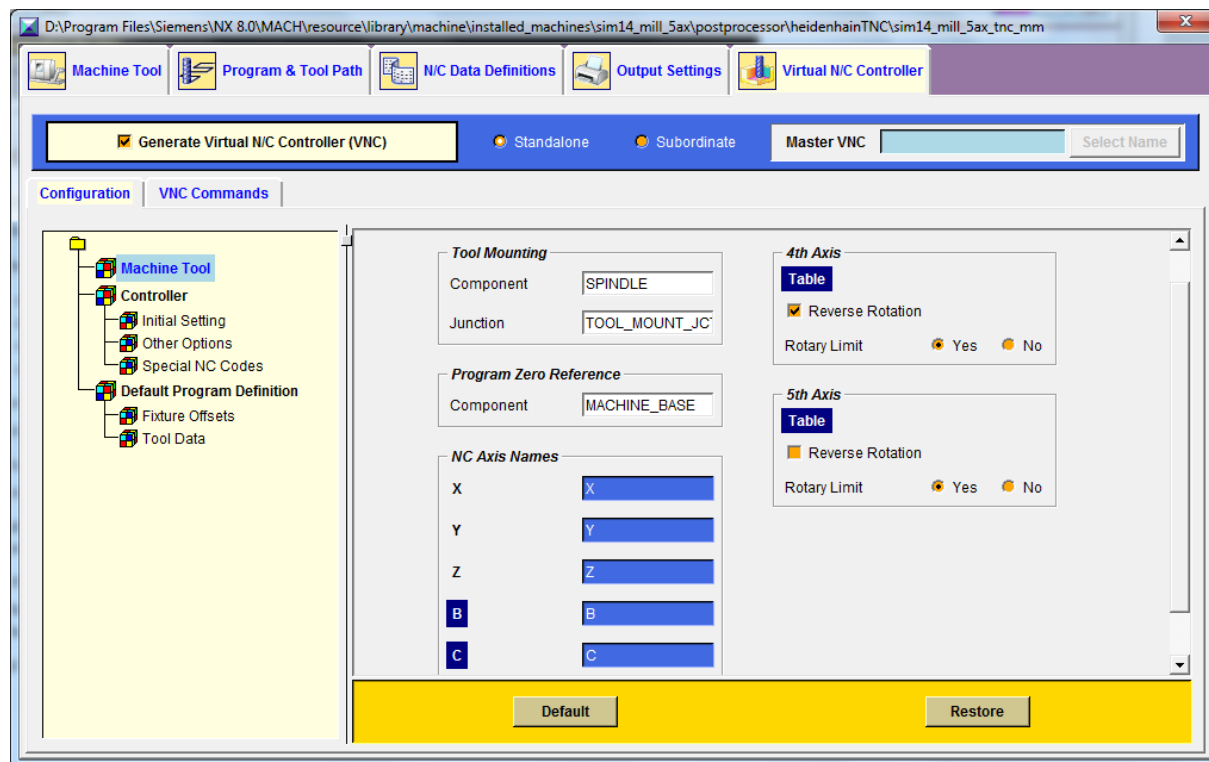 D:\Program Files\Siemens\NX 8.0\MACH\resource\library\machine\installed_machines\sim14_mill_5ax\postprocessor\heidenhainTNC\sim14_mill_5ax_tnc_mm
Machine Tool
Program & Tool Path
N/C Data Definitions
Output Settings
Virtual N/C Controller
Generate Virtual N/C Controller (VNC)
Standalone
Subordinate
Master VNC
Select Name
Configuration
VNC Commands
Machine Tool
Controller
Initial Setting
Other Options
Special NC Codes
Default Program Definition
Fixture Offsets
Tool Data
Tool Mounting
Component SPINDLE
Junction TOOL_MOUNT_JCT
Program Zero Reference
Component MACHINE_BASE
NC Axis Names
X X
Y Y
Z Z
B B
C C
4th Axis
Table
Reverse Rotation
Rotary Limit Yes No
5th Axis
Table
Reverse Rotation
Rotary Limit Yes No
Default
Restore